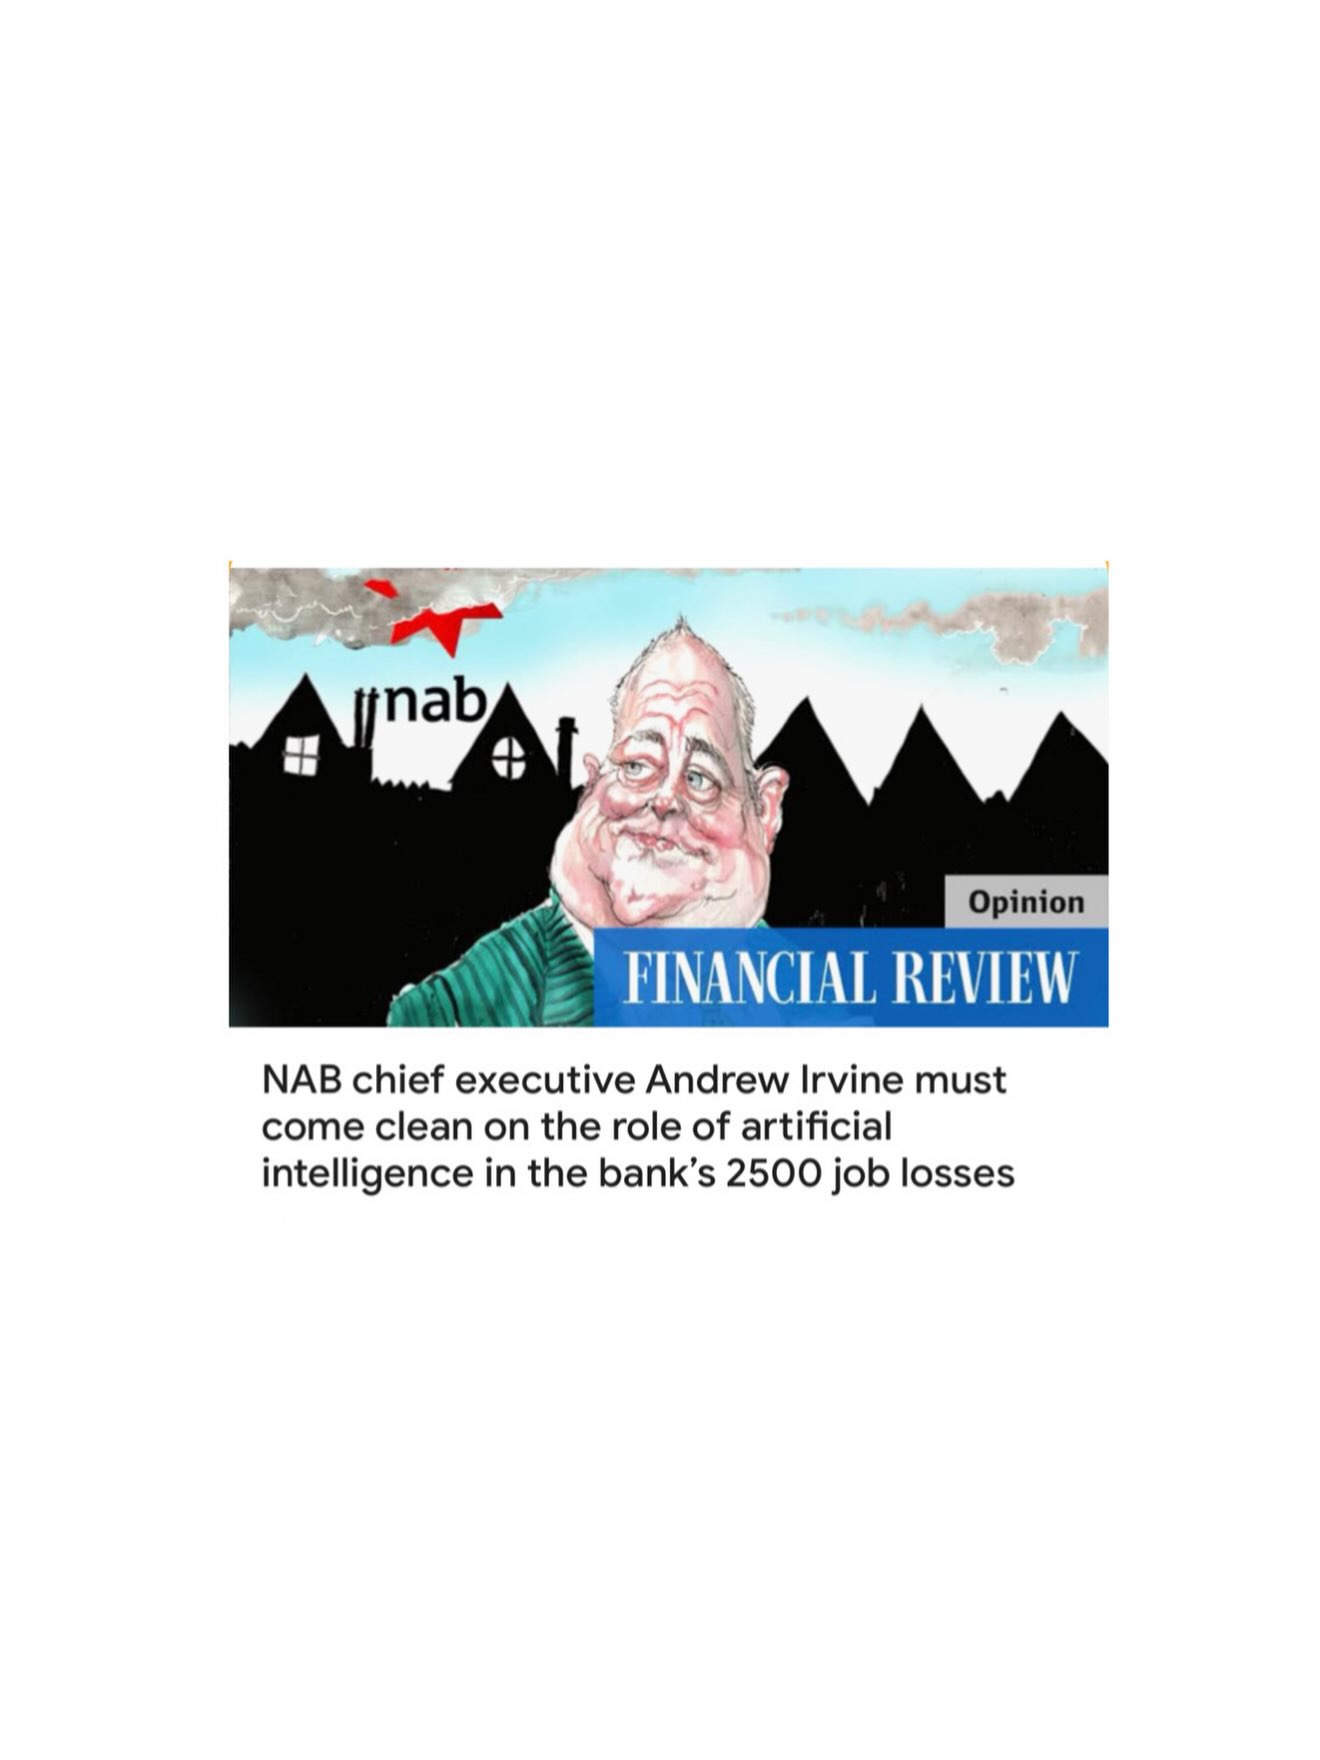 nab
Opinion
FINANCIAL REVIEW
NAB chief executive Andrew Irvine must
come clean on the role of artificial
intelligence in the bank’s 2500 job losses